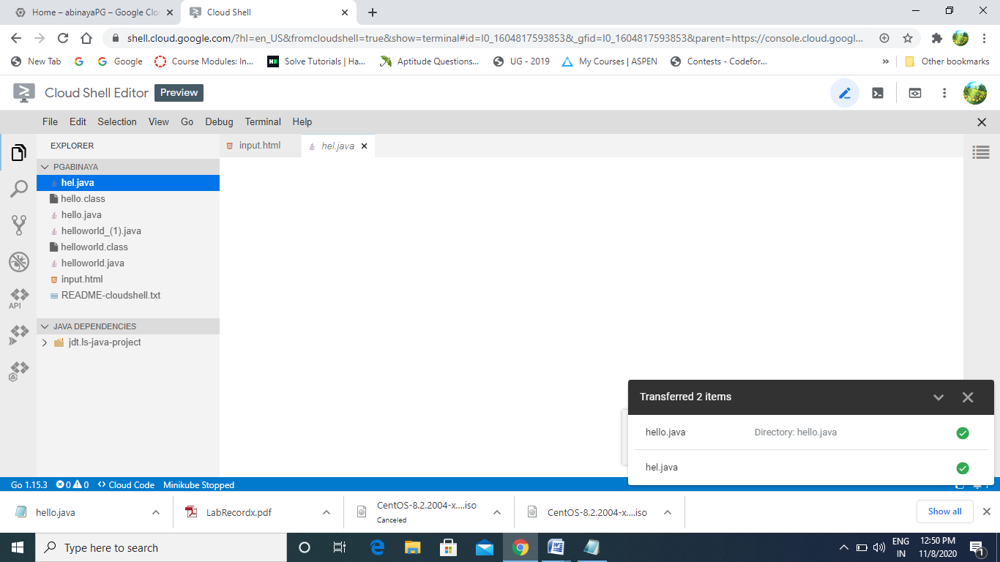 Home – abinayaPG – Google Clo
Cloud Shell
shell.cloud.google.com/?hl=en_US&fromcloudshell=true&show=terminal#id=I0_1604817593853&_gfid=I0_1604817593853&parent=https://console.cloud.googl...
New Tab
Google
Course Modules: In...
Solve Tutorials | Ha...
Aptitude Questions...
UG - 2019
My Courses | ASPEN
Contests - Codefor...
»
Other bookmarks
Cloud Shell Editor Preview
File Edit Selection View Go Debug Terminal Help
EXPLORER
input.html
hel.java
PGABINAYA
hel.java
hello.class
hello.java
helloworld_(1).java
helloworld.class
helloworld.java
input.html
README-cloudshell.txt
API
JAVA DEPENDENCIES
jdt.ls-java-project
Transferred 2 items
hello.java Directory: hello.java
hel.java
Go 1.15.3 0 0 Cloud Code Minikube Stopped
hello.java
LabRecordx.pdf
CentOS-8.2.2004-x....iso
Canceled
CentOS-8.2.2004-x....iso
Show all
Type here to search
ENG
IN
12:50 PM
11/8/2020
1